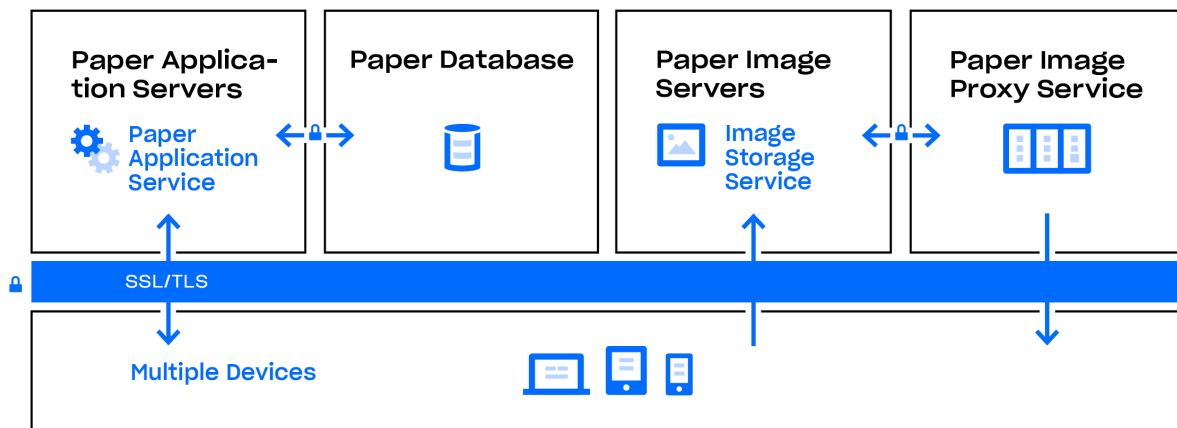 Paper Applica-
tion Servers
Paper
Application
Service
Paper Database
Paper Image
Servers
Image
Storage
Service
Paper Image
Proxy Service
SSL/TLS
Multiple Devices